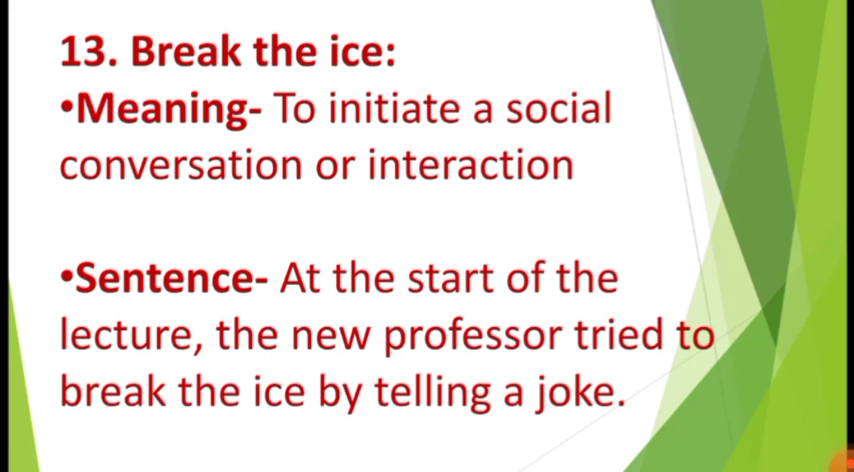 13. Break the ice:
•Meaning- To initiate a social
conversation or interaction
•Sentence- At the start of the
lecture, the new professor tried to
break the ice by telling a joke.